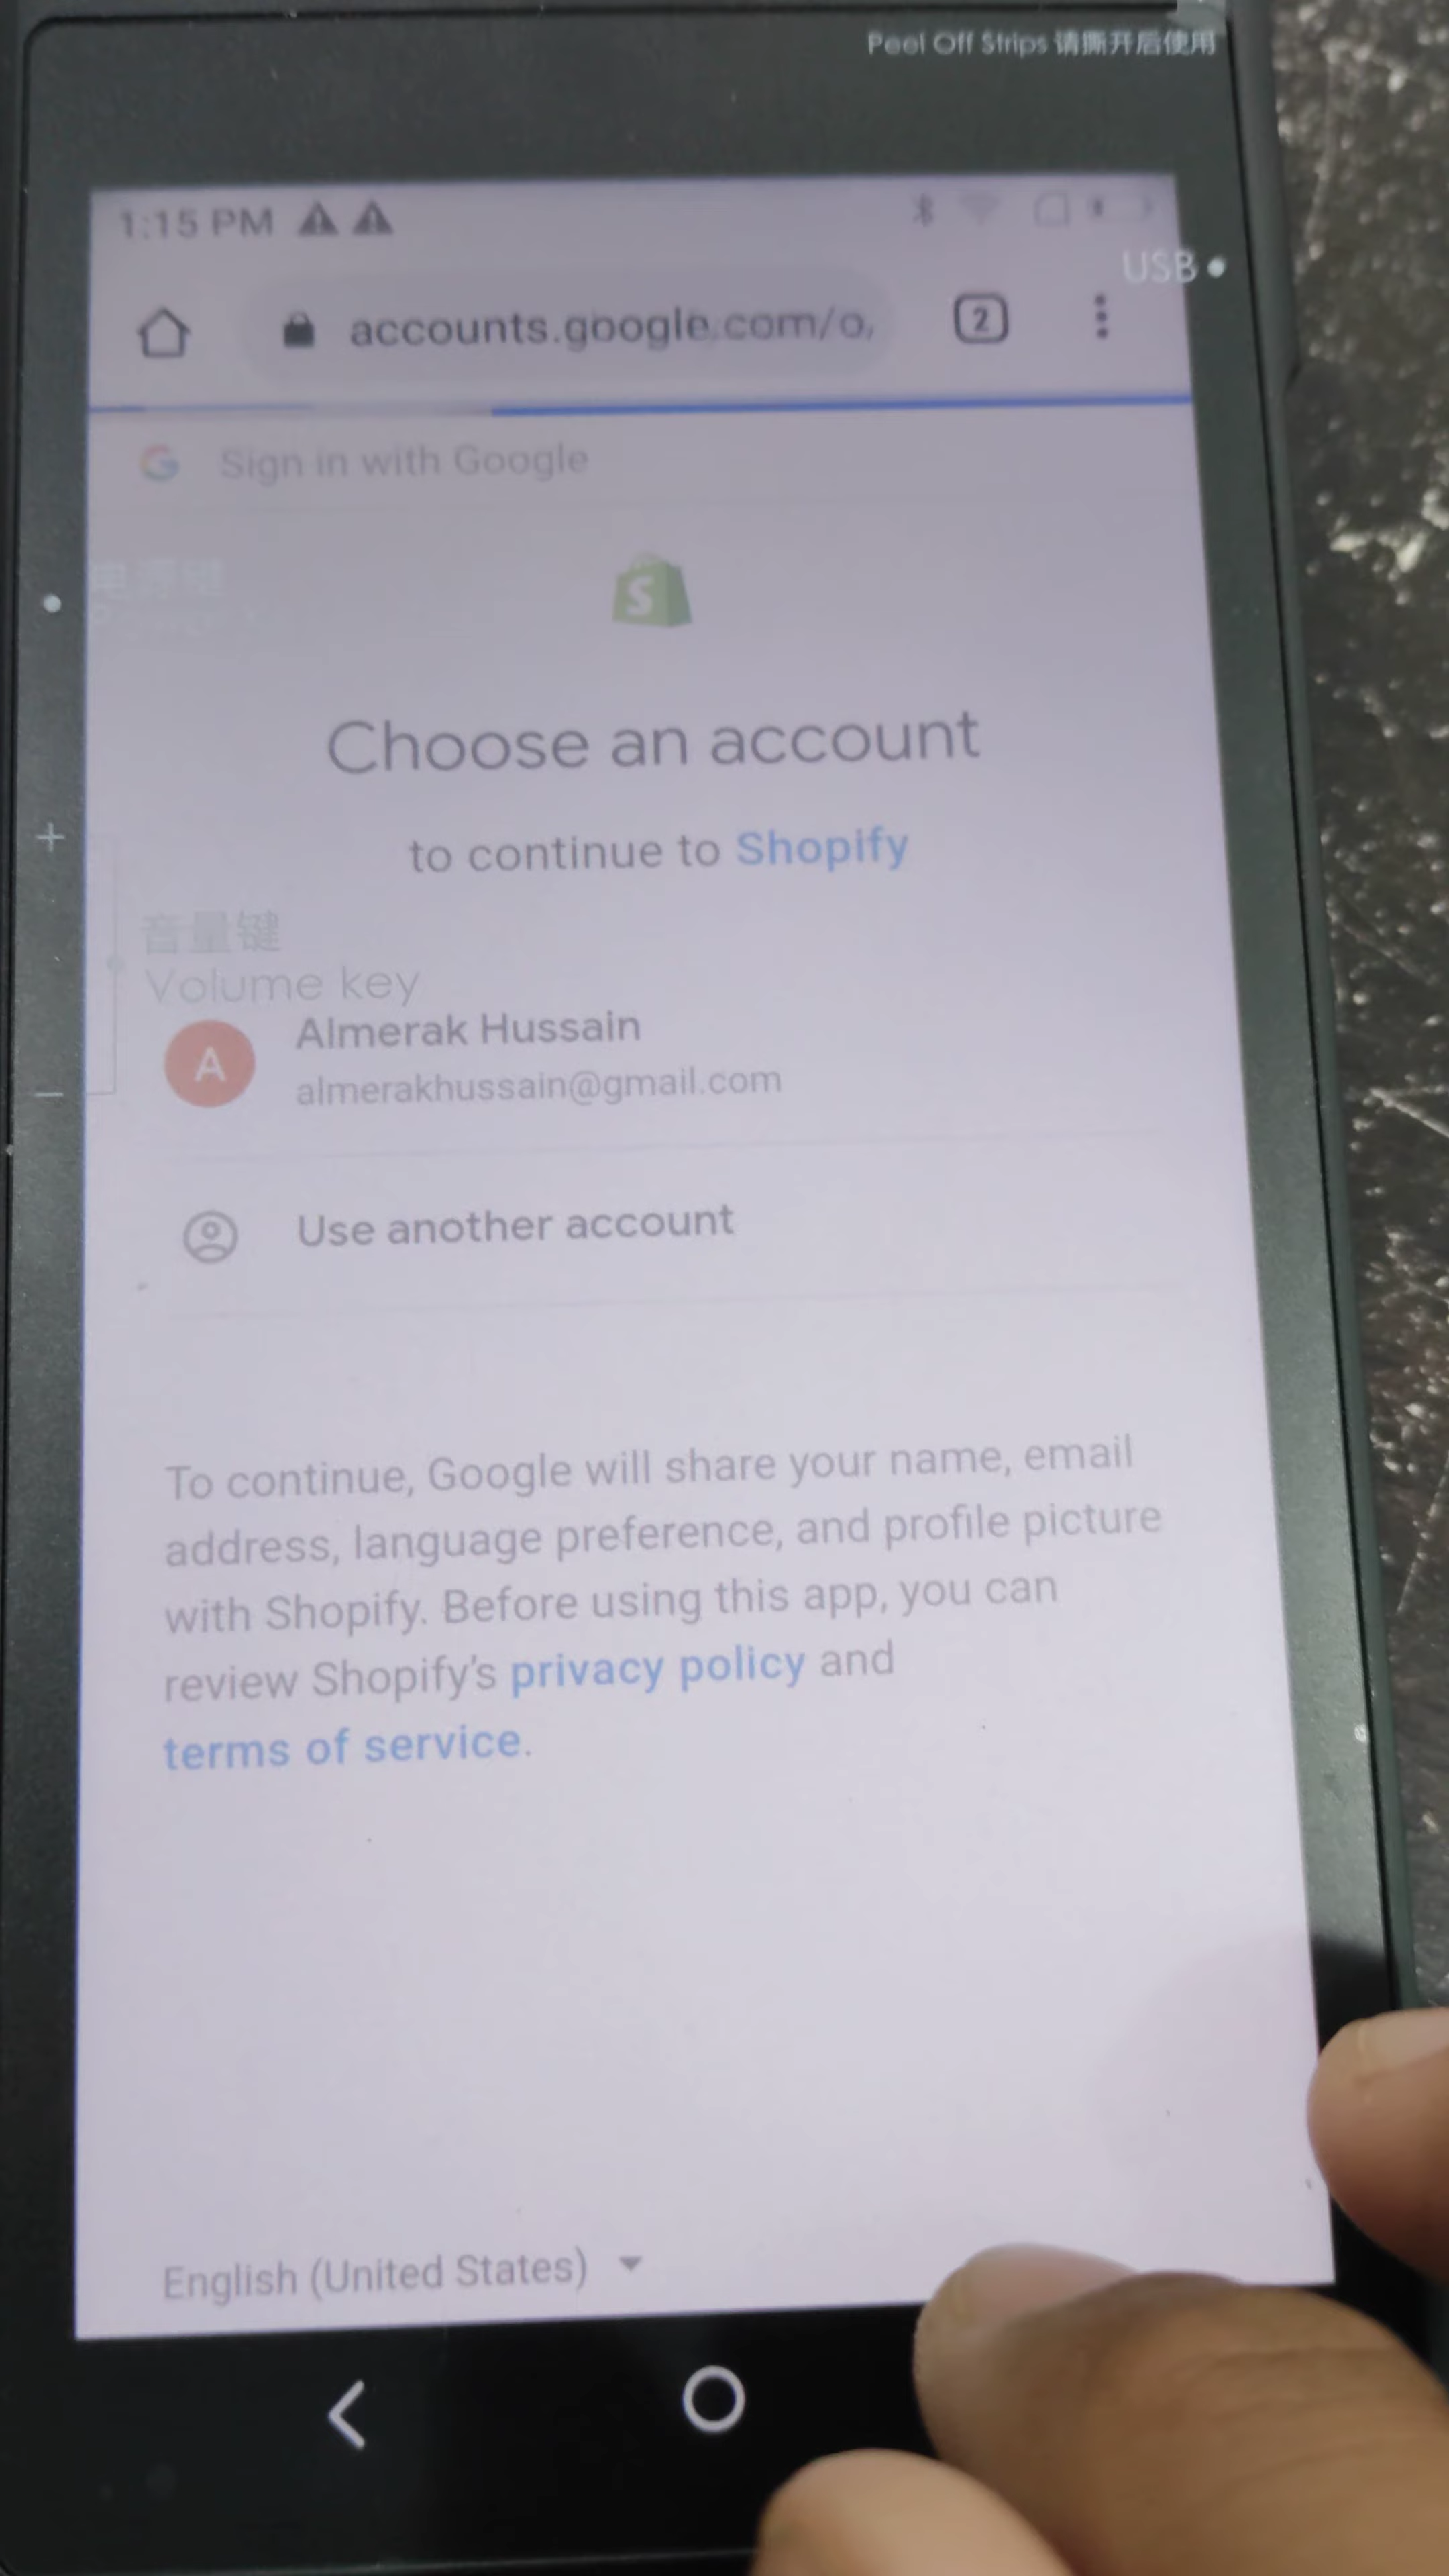 Peel Off Strips 请撕开后使用
1:15 PM
USB
accounts.google.com/o/
2
Sign in with Google
电源键
S
Choose an account
to continue to Shopify
+
音量键
Volume key
Almerak Hussain
A
almerakhussain@gmail.com
Use another account
To continue, Google will share your name, email
address, language preference, and profile picture
with Shopify. Before using this app, you can
review Shopify's privacy policy and
terms of service.
English (United States)